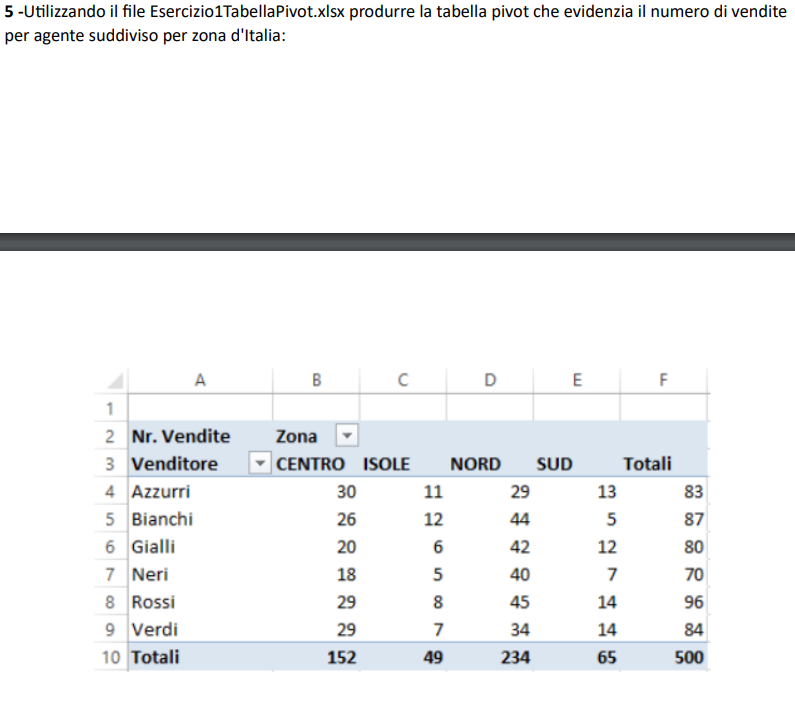 5 -Utilizzando il file Esercizio1TabellaPivot.xlsx produrre la tabella pivot che evidenzia il numero di vendite
per agente suddiviso per zona d'Italia:
A B C D E F
1
2 Nr. Vendite Zona
3 Venditore CENTRO ISOLE NORD SUD Totali
4 Azzurri 30 11 29 13 83
5 Bianchi 26 12 44 5 87
6 Gialli 20 6 42 12 80
7 Neri 18 5 40 7 70
8 Rossi 29 8 45 14 96
9 Verdi 29 7 34 14 84
10 Totali 152 49 234 65 500